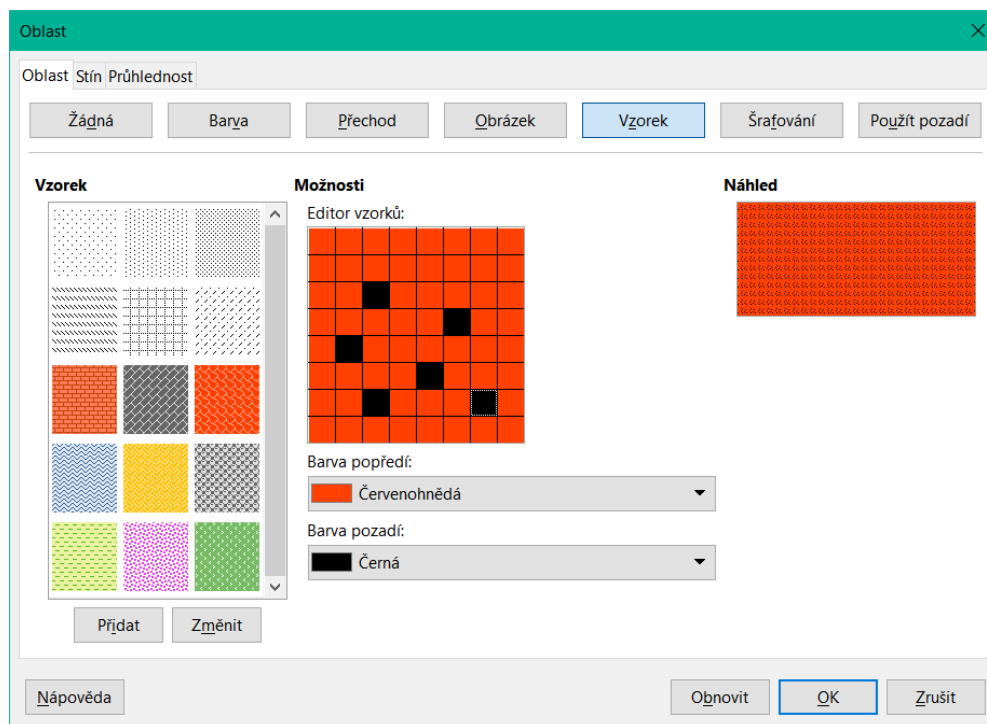 Oblast
Oblast Stín Průhlednost
Žádná Barva Přechod Obrázek Vzorek Šrafování Použít pozadí
Vzorek Možnosti Náhled
Editor vzorků:
Barva popředí:
Červenohnědá
Barva pozadí:
Černá
Přidat Změnit
Nápověda Obnovit OK Zrušit